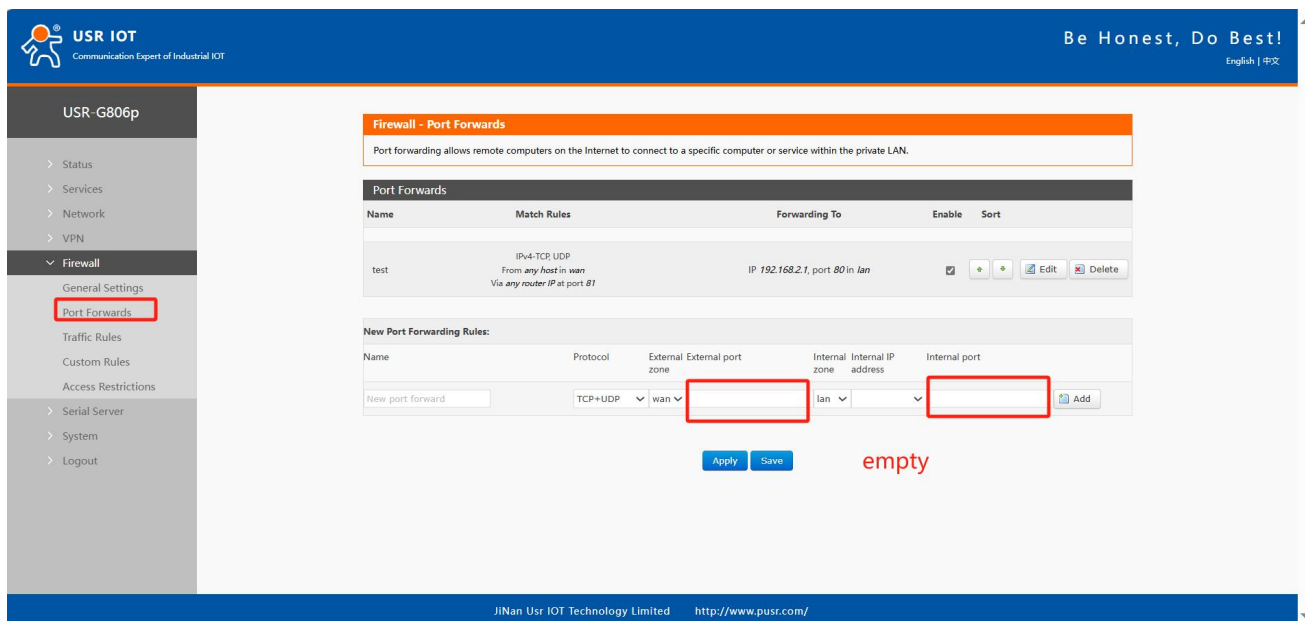 USR IOT
Communication Expert of Industrial IOT
Be Honest, Do Best!
English | 中文
USR-G806p
Status
Services
Network
VPN
Firewall
General Settings
Port Forwards
Traffic Rules
Custom Rules
Access Restrictions
Serial Server
System
Logout
Firewall - Port Forwards
Port forwarding allows remote computers on the Internet to connect to a specific computer or service within the private LAN.
Port Forwards
Name Match Rules Forwarding To Enable Sort
test
IPv4-TCP, UDP
From any host in wan
Via any router IP at port 81
IP 192.168.2.1, port 80 in lan
Edit Delete
New Port Forwarding Rules:
Name Protocol External zone External port Internal zone Internal IP address Internal port
New port forward TCP+UDP wan lan Add
Apply Save
empty
JiNan Usr IOT Technology Limited http://www.pusr.com/